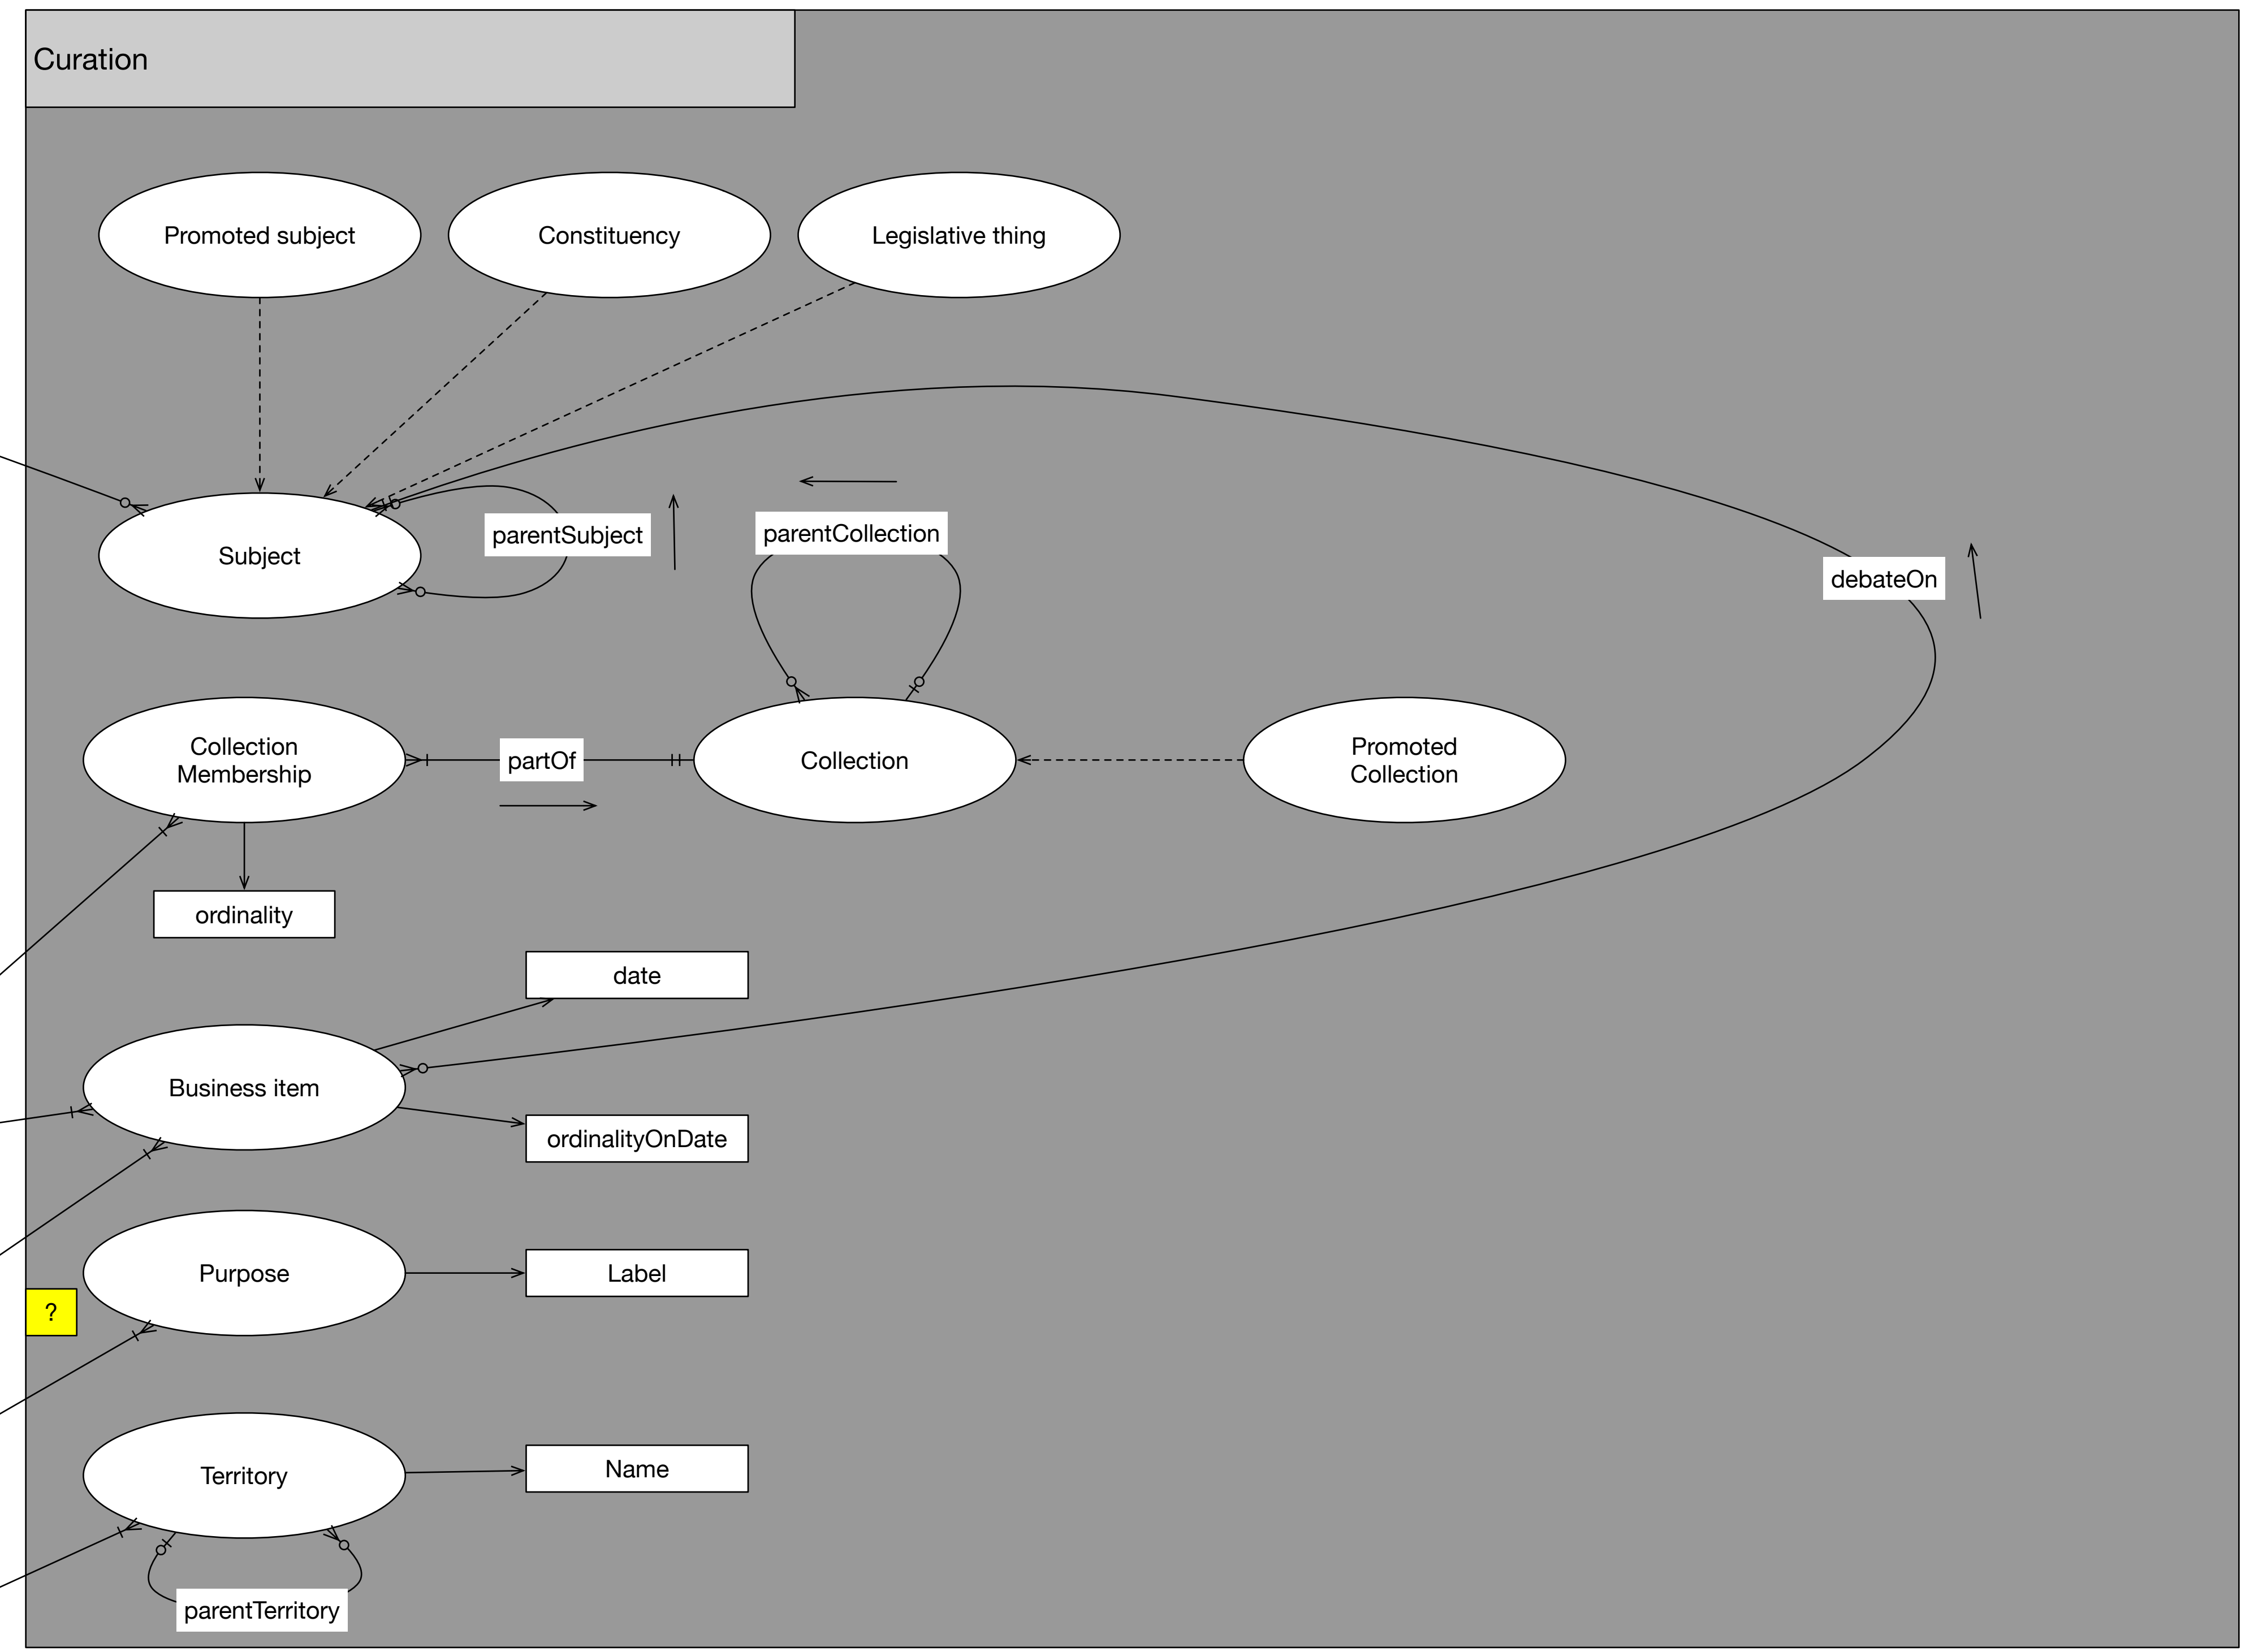 Curation
Promoted subject
Constituency
Legislative thing
Subject
parentSubject
parentCollection
debateOn
Collection
Membership
partOf
Collection
Promoted
Collection
ordinality
date
Business item
ordinalityOnDate
Purpose
Label
?
Territory
Name
parentTerritory